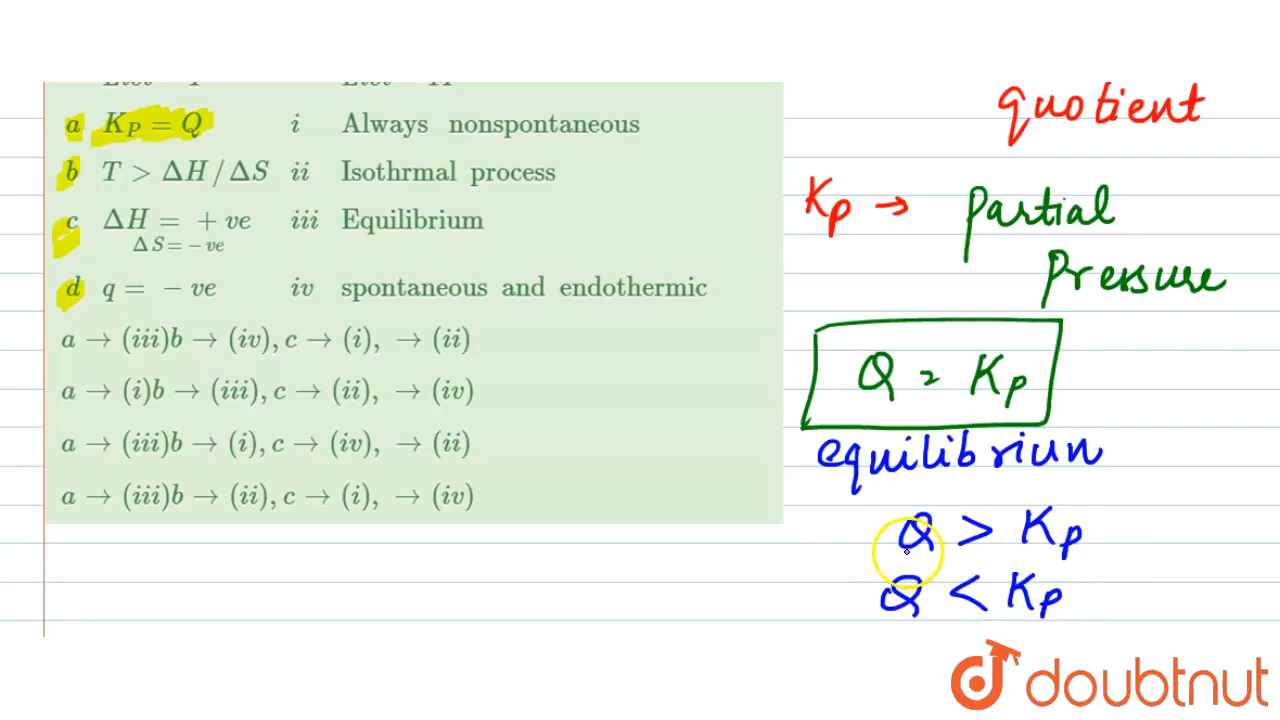 a K_P = Q i Always nonspontaneous
b T > ΔH / ΔS ii Isothrmal process
c ΔH = + ve iii Equilibrium
ΔS = − ve
d q = − ve iv spontaneous and endothermic
a → (iii)b → (iv), c → (i), → (ii)
a → (i)b → (iii), c → (ii), → (iv)
a → (iii)b → (i), c → (iv), → (ii)
a → (iii)b → (ii), c → (i), → (iv)
quotient
Kp → Partial
Pressure
Q = Kp
equilibrium
Q > Kp
Q < Kp
doubtnut